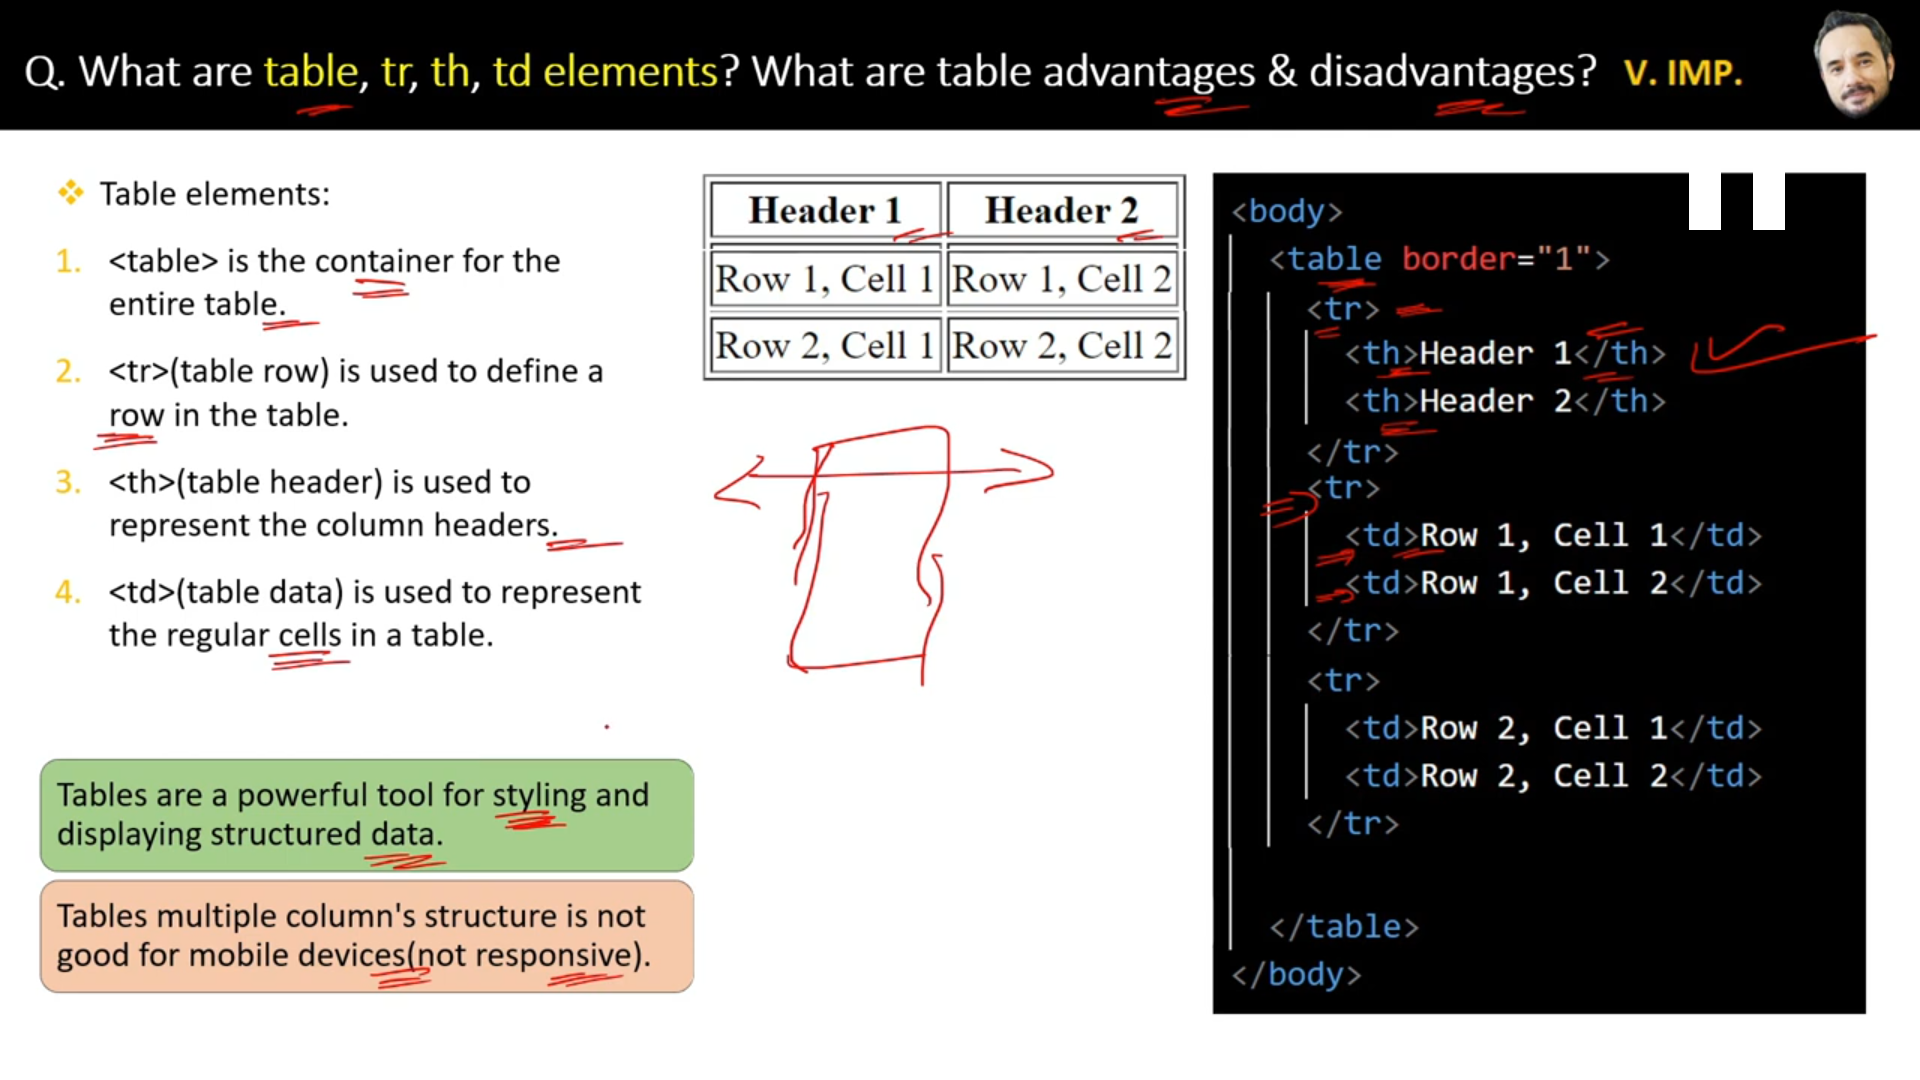 Q. What are table, tr, th, td elements? What are table advantages & disadvantages? V. IMP.
Table elements:
1. <table> is the container for the
entire table.
2. <tr>(table row) is used to define a
row in the table.
3. <th>(table header) is used to
represent the column headers.
4. <td>(table data) is used to represent
the regular cells in a table.
Tables are a powerful tool for styling and
displaying structured data.
Tables multiple column's structure is not
good for mobile devices(not responsive).
Header 1 Header 2
Row 1, Cell 1 Row 1, Cell 2
Row 2, Cell 1 Row 2, Cell 2
<body>
<table border="1">
<tr>
<th>Header 1</th>
<th>Header 2</th>
</tr>
<tr>
<td>Row 1, Cell 1</td>
<td>Row 1, Cell 2</td>
</tr>
<tr>
<td>Row 2, Cell 1</td>
<td>Row 2, Cell 2</td>
</tr>
</table>
</body>